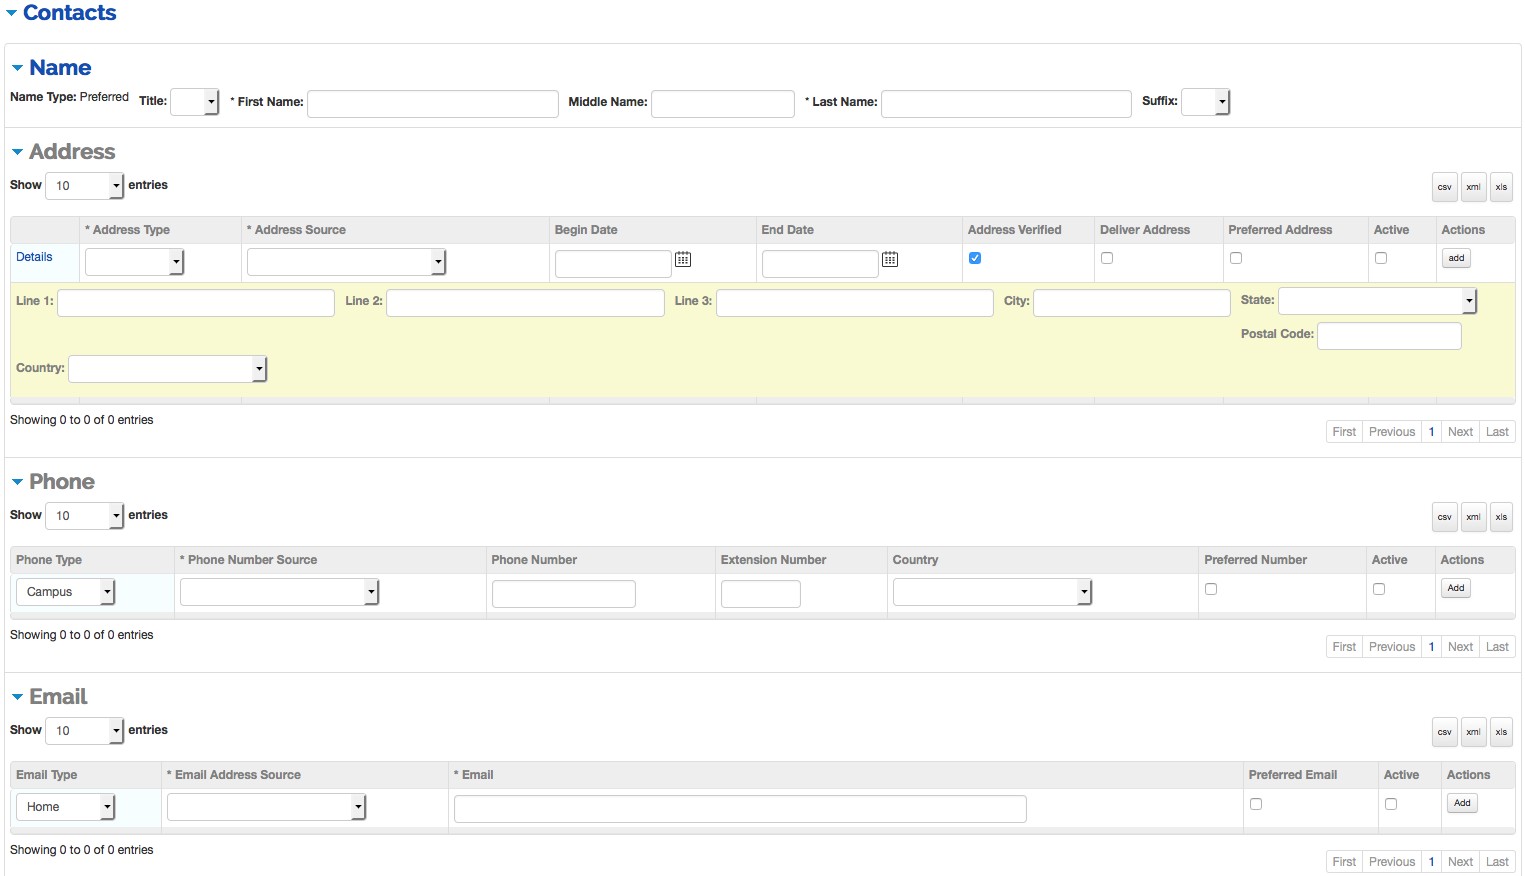 Contacts
Name
Name Type: Preferred Title: * First Name: Middle Name: * Last Name: Suffix:
Address
Show 10 entries csv xml xls
* Address Type * Address Source Begin Date End Date Address Verified Deliver Address Preferred Address Active Actions
Details add
Line 1: Line 2: Line 3: City: State:
Postal Code:
Country:
Showing 0 to 0 of 0 entries
First Previous 1 Next Last
Phone
Show 10 entries csv xml xls
Phone Type * Phone Number Source Phone Number Extension Number Country Preferred Number Active Actions
Campus Add
Showing 0 to 0 of 0 entries
First Previous 1 Next Last
Email
Show 10 entries csv xml xls
Email Type * Email Address Source * Email Preferred Email Active Actions
Home Add
Showing 0 to 0 of 0 entries
First Previous 1 Next Last